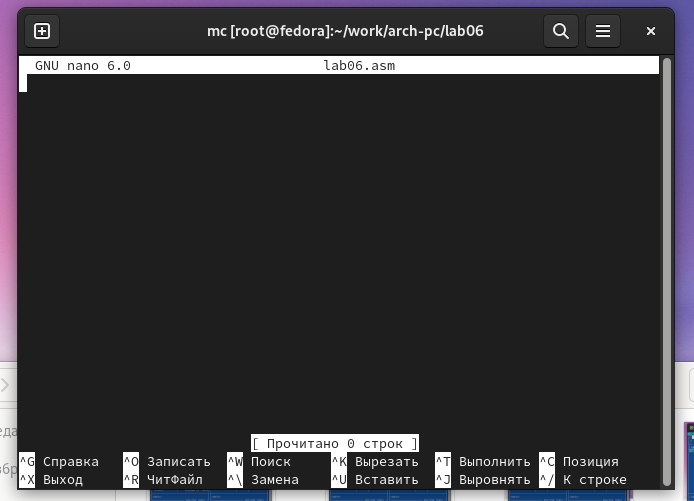 mc [root@fedora]:~/work/arch-pc/lab06
GNU nano 6.0 lab06.asm
[ Прочитано 0 строк ]
^G Справка ^O Записать ^W Поиск ^K Вырезать ^T Выполнить ^C Позиция
^X Выход ^R ЧитФайл ^\ Замена ^U Вставить ^J Выровнять ^/ К строке